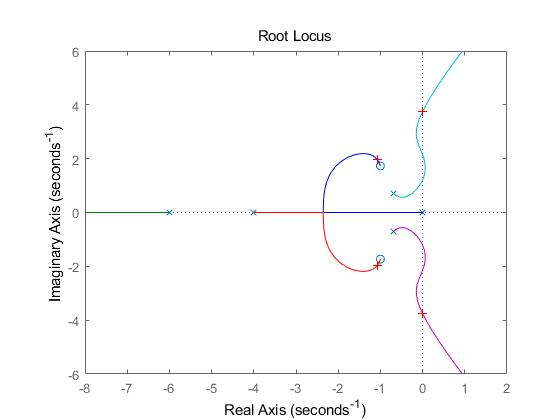 Root Locus
Imaginary Axis (seconds⁻¹)
6
4
2
0
-2
-4
-6
-8 -7 -6 -5 -4 -3 -2 -1 0 1 2
Real Axis (seconds⁻¹)